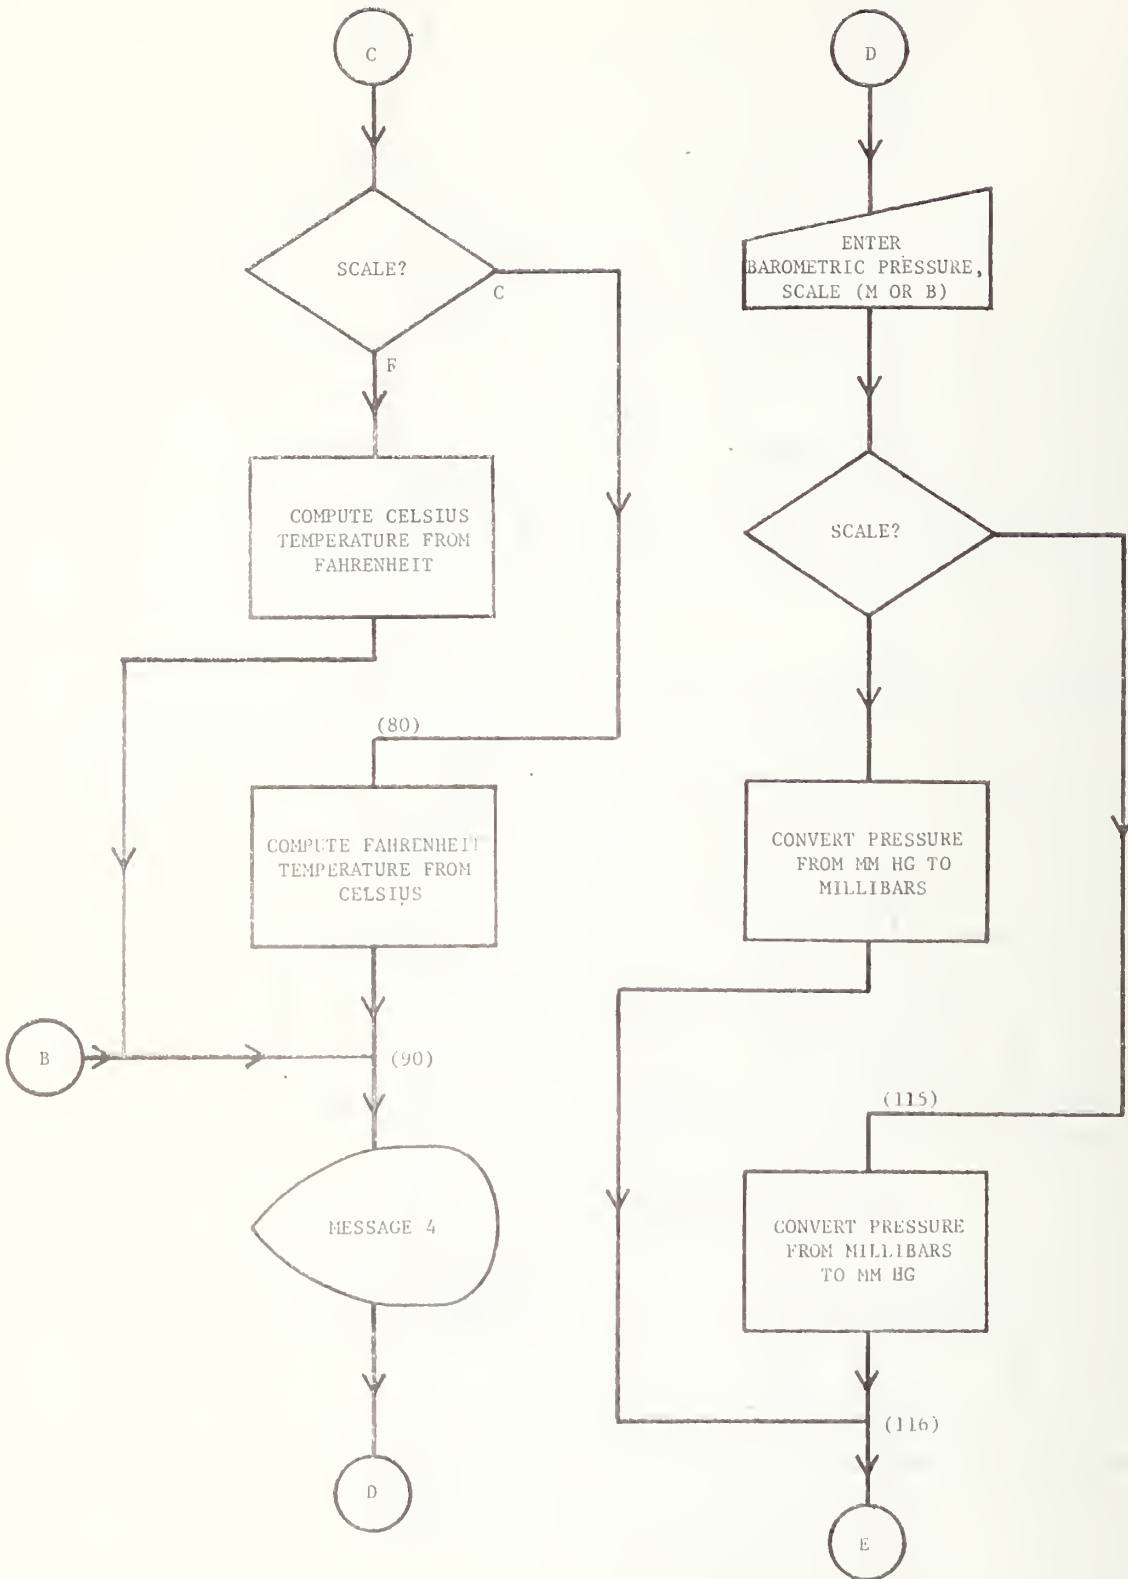 C
SCALE?
C
F
COMPUTE CELSIUS
TEMPERATURE FROM
FAHRENHEIT
(80)
COMPUTE FAHRENHEIT
TEMPERATURE FROM
CELSIUS
B
(90)
MESSAGE 4
D
D
ENTER
BAROMETRIC PRESSURE,
SCALE (M OR B)
SCALE?
CONVERT PRESSURE
FROM MM HG TO
MILLIBARS
(115)
CONVERT PRESSURE
FROM MILLIBARS
TO MM HG
(116)
E